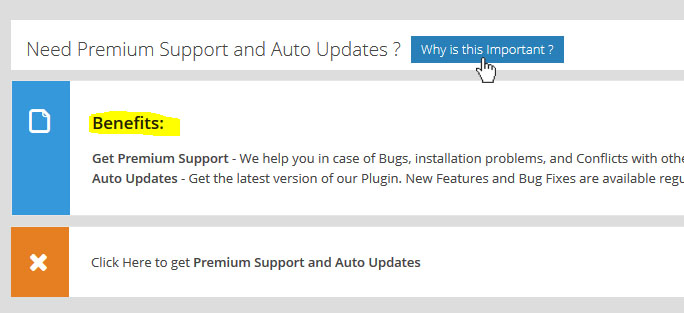 Need Premium Support and Auto Updates ? Why is this Important ?
Benefits:
Get Premium Support - We help you in case of Bugs, installation problems, and Conflicts with
Auto Updates - Get the latest version of our Plugin. New Features and Bug Fixes are available
Click Here to get Premium Support and Auto Updates